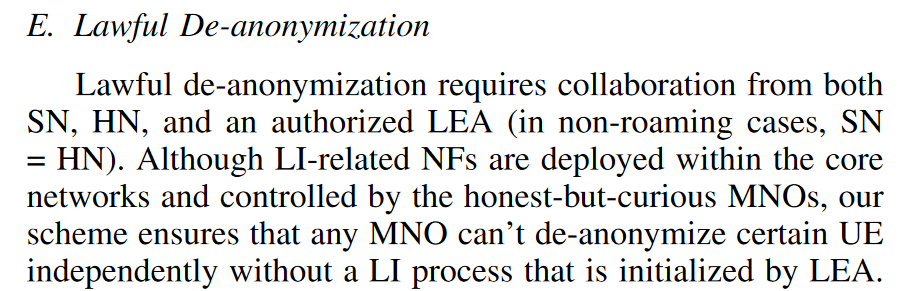 E. Lawful De-anonymization
Lawful de-anonymization requires collaboration from both
SN, HN, and an authorized LEA (in non-roaming cases, SN
= HN). Although LI-related NFs are deployed within the core
networks and controlled by the honest-but-curious MNOs, our
scheme ensures that any MNO can't de-anonymize certain UE
independently without a LI process that is initialized by LEA.